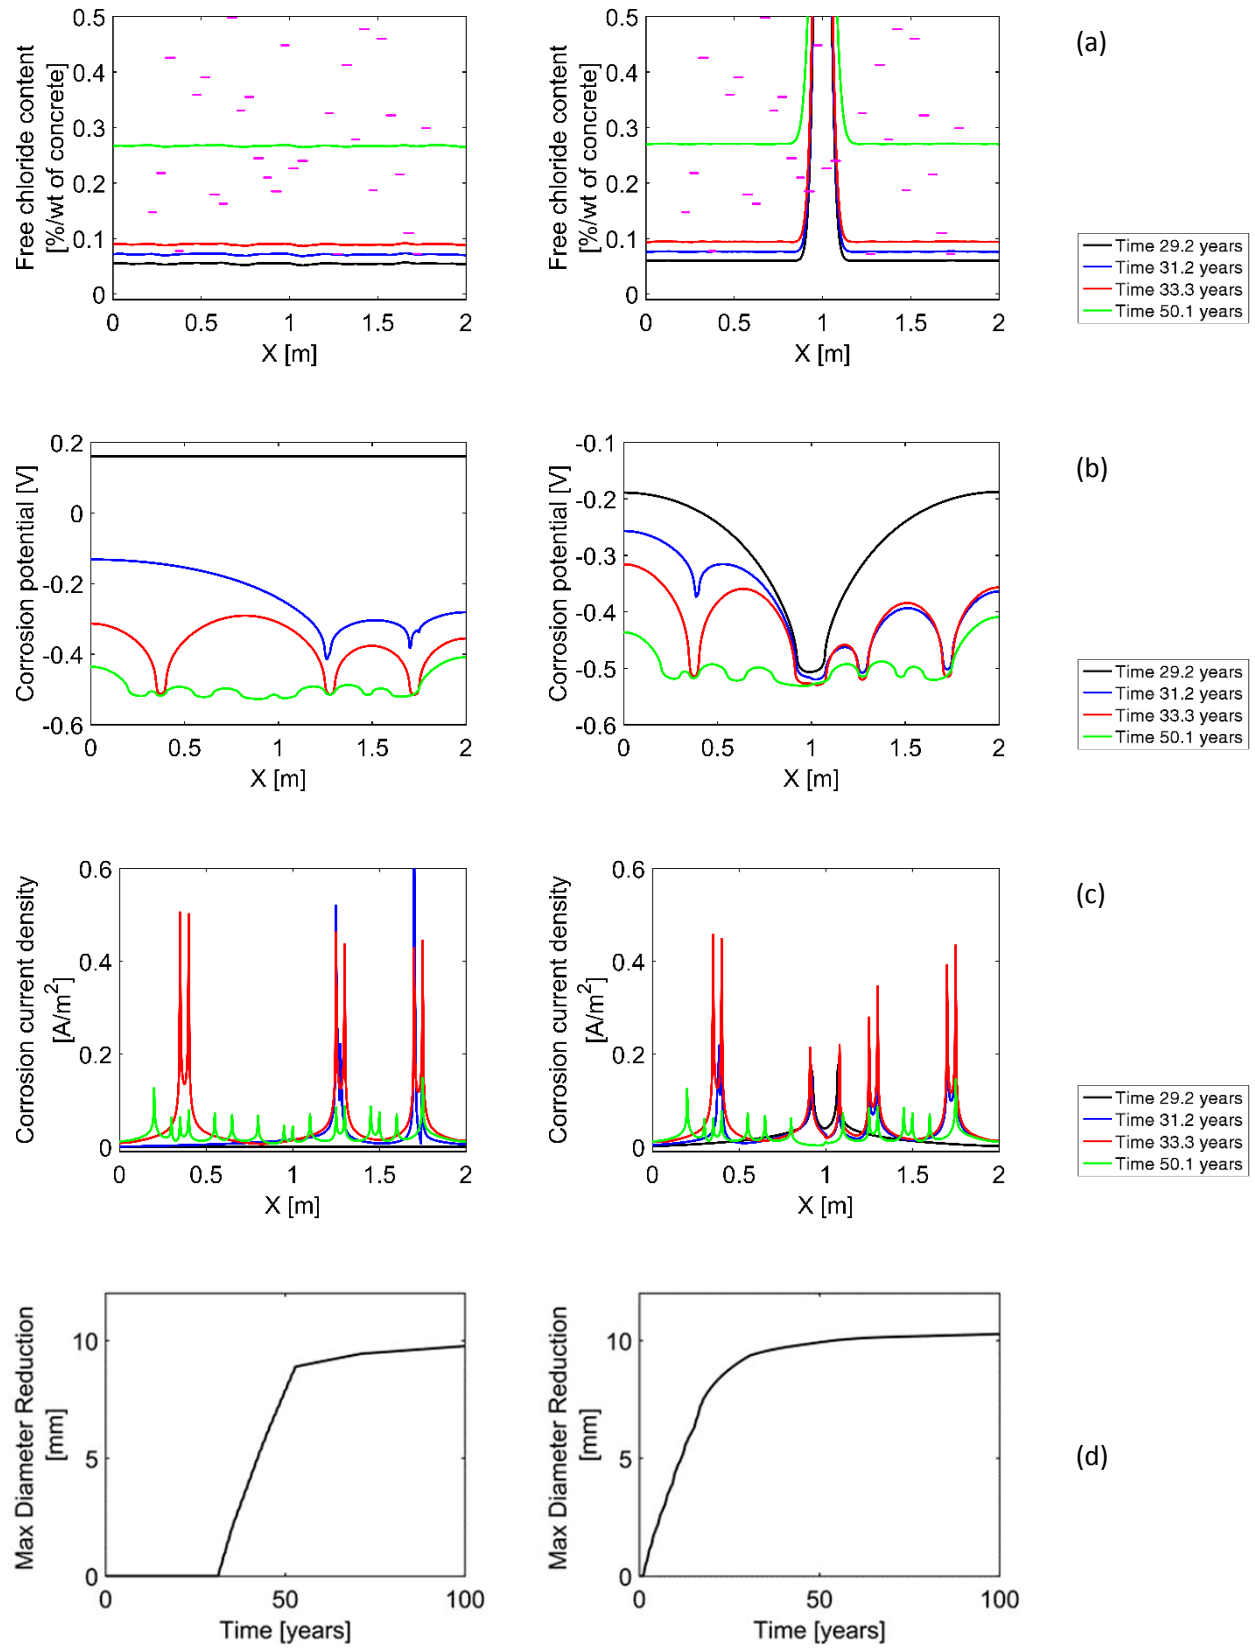 Free chloride content
[%/wt of concrete]
0.5
0.4
0.3
0.2
0.1
0
0 0.5 1 1.5 2
X [m]
Free chloride content
[%/wt of concrete]
0.5
0.4
0.3
0.2
0.1
0
0 0.5 1 1.5 2
X [m]
(a)
Time 29.2 years
Time 31.2 years
Time 33.3 years
Time 50.1 years
Corrosion potential [V]
0.2
0
-0.2
-0.4
-0.6
0 0.5 1 1.5 2
X [m]
Corrosion potential [V]
-0.1
-0.2
-0.3
-0.4
-0.5
-0.6
0 0.5 1 1.5 2
X [m]
(b)
Time 29.2 years
Time 31.2 years
Time 33.3 years
Time 50.1 years
Corrosion current density
[A/m²]
0.6
0.4
0.2
0
0 0.5 1 1.5 2
X [m]
Corrosion current density
[A/m²]
0.6
0.4
0.2
0
0 0.5 1 1.5 2
X [m]
(c)
Time 29.2 years
Time 31.2 years
Time 33.3 years
Time 50.1 years
Max Diameter Reduction
[mm]
10
5
0
0 50 100
Time [years]
Max Diameter Reduction
[mm]
10
5
0
0 50 100
Time [years]
(d)